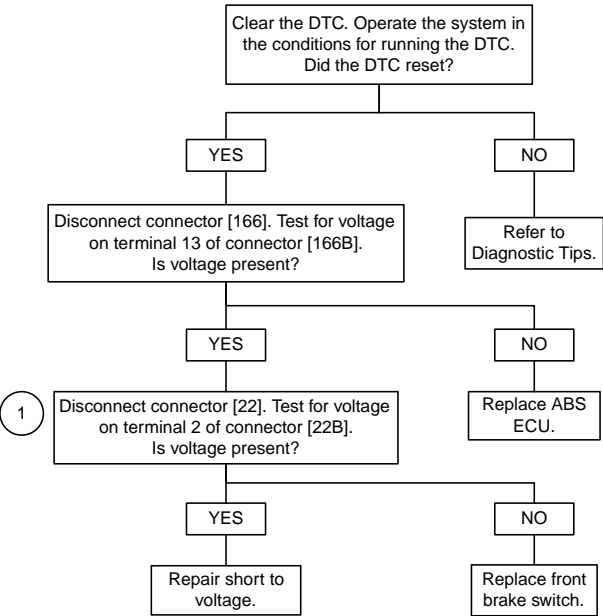 Clear the DTC. Operate the system in
the conditions for running the DTC.
Did the DTC reset?
YES
NO
Disconnect connector [166]. Test for voltage
on terminal 13 of connector [166B].
Is voltage present?
Refer to
Diagnostic Tips.
YES
NO
1
Disconnect connector [22]. Test for voltage
on terminal 2 of connector [22B].
Is voltage present?
Replace ABS
ECU.
YES
NO
Repair short to
voltage.
Replace front
brake switch.